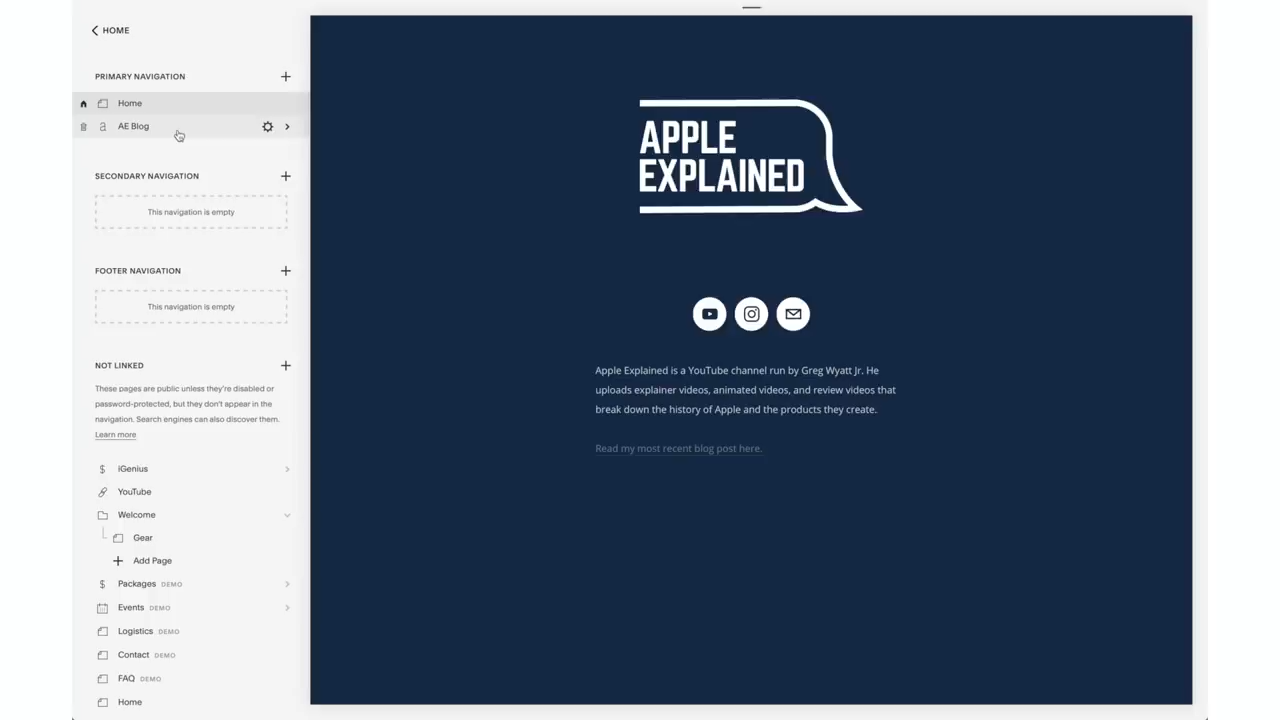 HOME
PRIMARY NAVIGATION
Home
AE Blog
SECONDARY NAVIGATION
This navigation is empty
FOOTER NAVIGATION
This navigation is empty
NOT LINKED
These pages are public unless they're disabled or
password-protected, but they don't appear in the
navigation. Search engines can also discover them.
Learn more
iGenius
YouTube
Welcome
Gear
Add Page
Packages DEMO
Events DEMO
Logistics DEMO
Contact DEMO
FAQ DEMO
Home
APPLE
EXPLAINED
Apple Explained is a YouTube channel run by Greg Wyatt Jr. He
uploads explainer videos, animated videos, and review videos that
break down the history of Apple and the products they create.
Read my most recent blog post here.